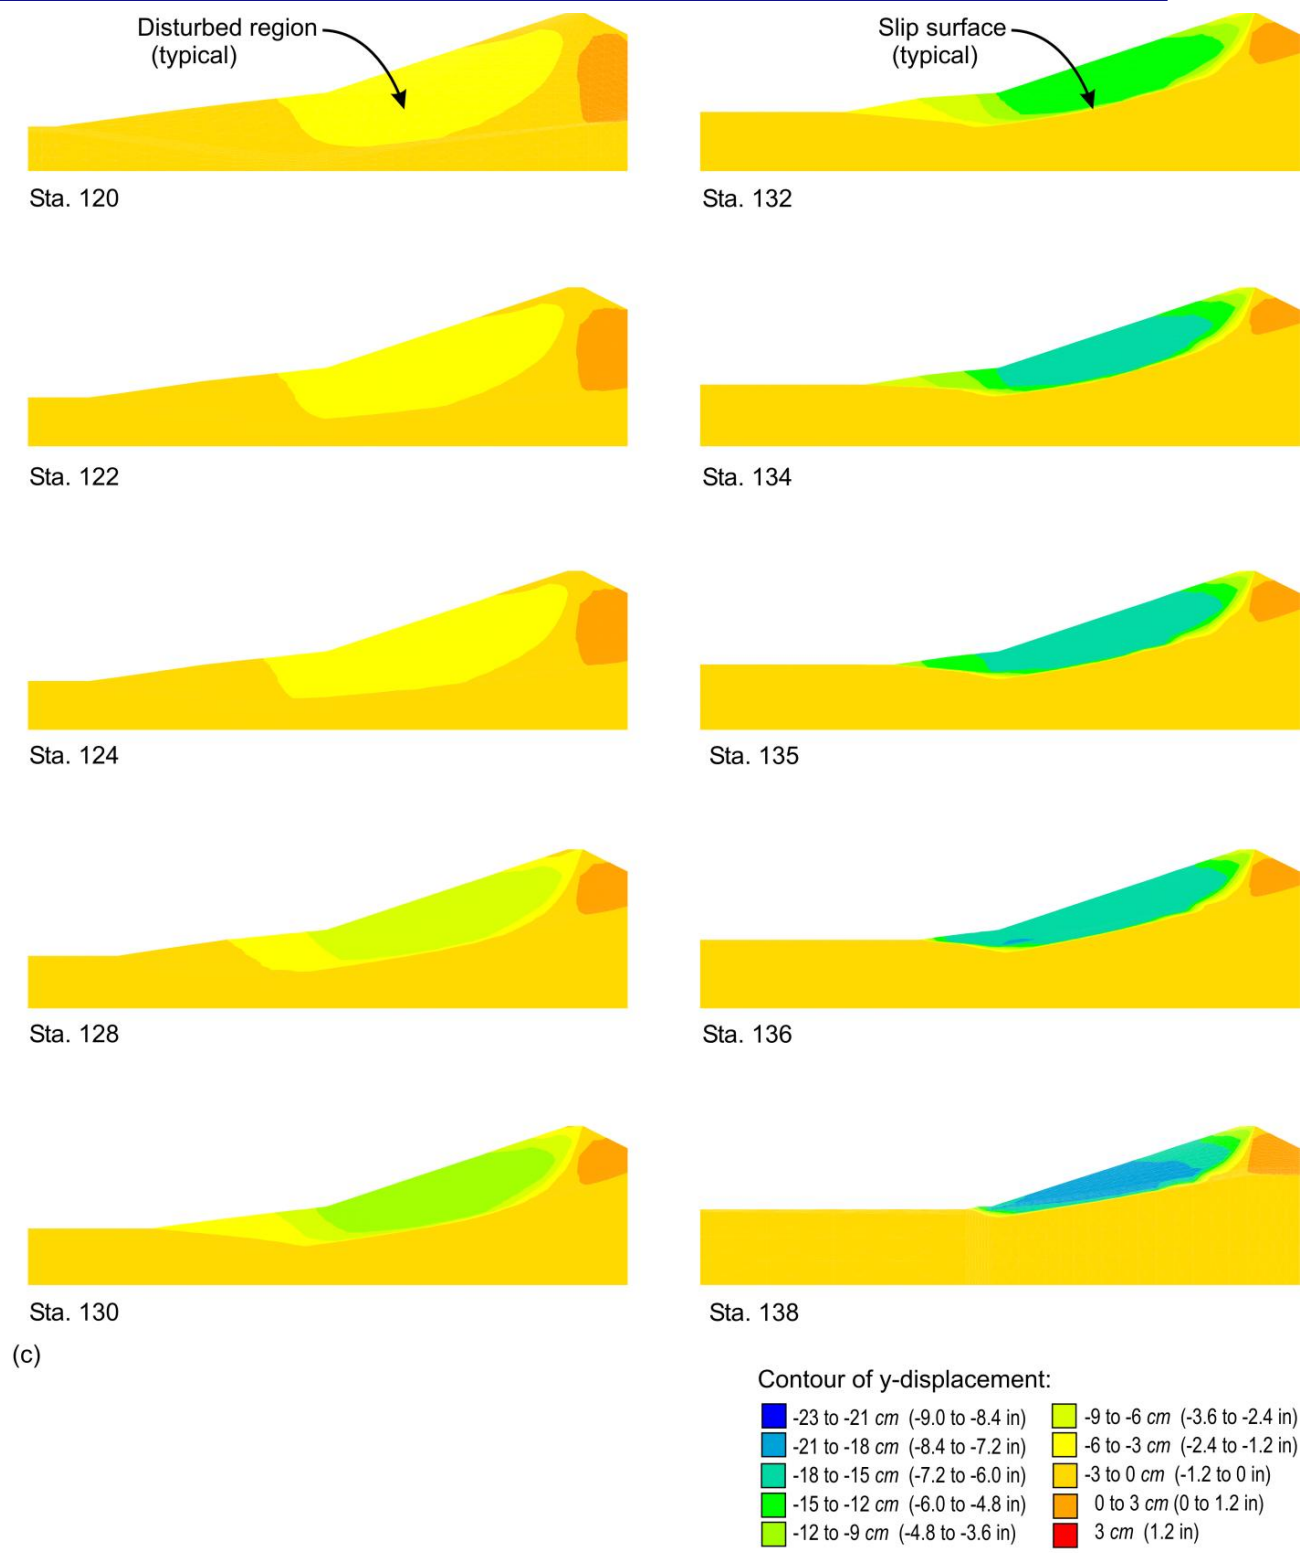 Disturbed region
(typical)
Slip surface
(typical)
Sta. 120
Sta. 132
Sta. 122
Sta. 134
Sta. 124
Sta. 135
Sta. 128
Sta. 136
Sta. 130
Sta. 138
(c)
Contour of y-displacement:
-23 to -21 cm (-9.0 to -8.4 in)
-21 to -18 cm (-8.4 to -7.2 in)
-18 to -15 cm (-7.2 to -6.0 in)
-15 to -12 cm (-6.0 to -4.8 in)
-12 to -9 cm (-4.8 to -3.6 in)
-9 to -6 cm (-3.6 to -2.4 in)
-6 to -3 cm (-2.4 to -1.2 in)
-3 to 0 cm (-1.2 to 0 in)
0 to 3 cm (0 to 1.2 in)
3 cm (1.2 in)